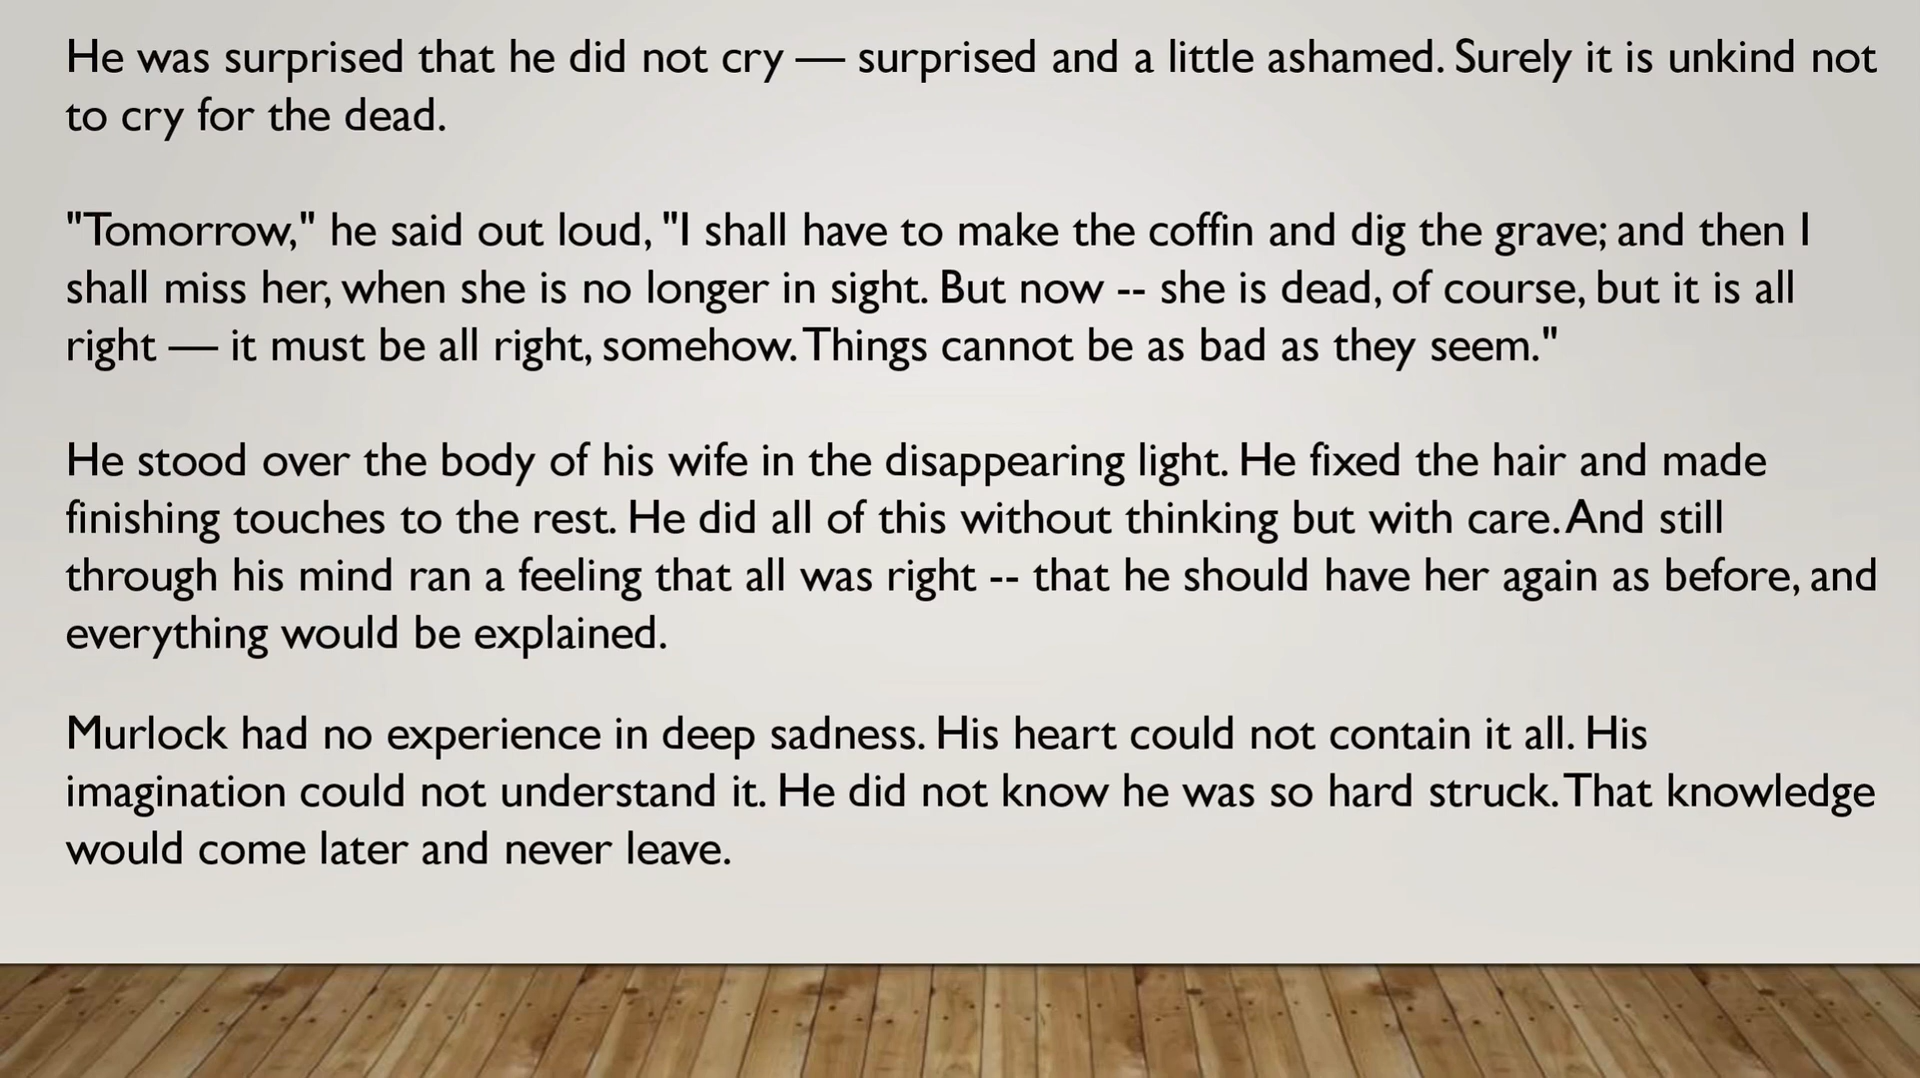 He was surprised that he did not cry — surprised and a little ashamed. Surely it is unkind not
to cry for the dead.
"Tomorrow," he said out loud, "I shall have to make the coffin and dig the grave; and then I
shall miss her, when she is no longer in sight. But now -- she is dead, of course, but it is all
right — it must be all right, somehow. Things cannot be as bad as they seem."
He stood over the body of his wife in the disappearing light. He fixed the hair and made
finishing touches to the rest. He did all of this without thinking but with care. And still
through his mind ran a feeling that all was right -- that he should have her again as before, and
everything would be explained.
Murlock had no experience in deep sadness. His heart could not contain it all. His
imagination could not understand it. He did not know he was so hard struck. That knowledge
would come later and never leave.